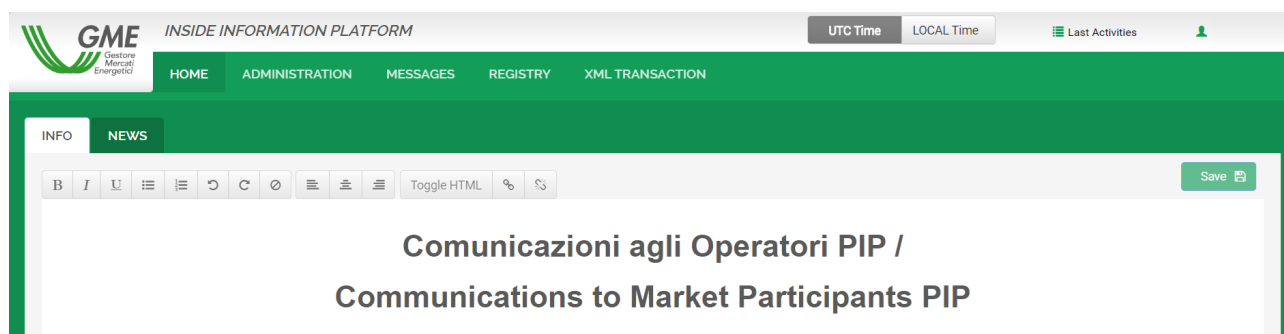 GME
Gestore
Mercati
Energetici
INSIDE INFORMATION PLATFORM
UTC Time LOCAL Time
Last Activities
HOME ADMINISTRATION MESSAGES REGISTRY XML TRANSACTION
INFO NEWS
B I U Toggle HTML
Save
Comunicazioni agli Operatori PIP /
Communications to Market Participants PIP